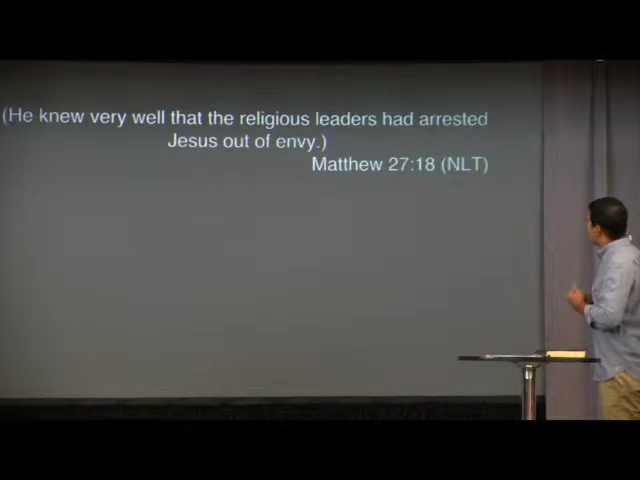 (He knew very well that the religious leaders had arrested
Jesus out of envy.)
Matthew 27:18 (NLT)